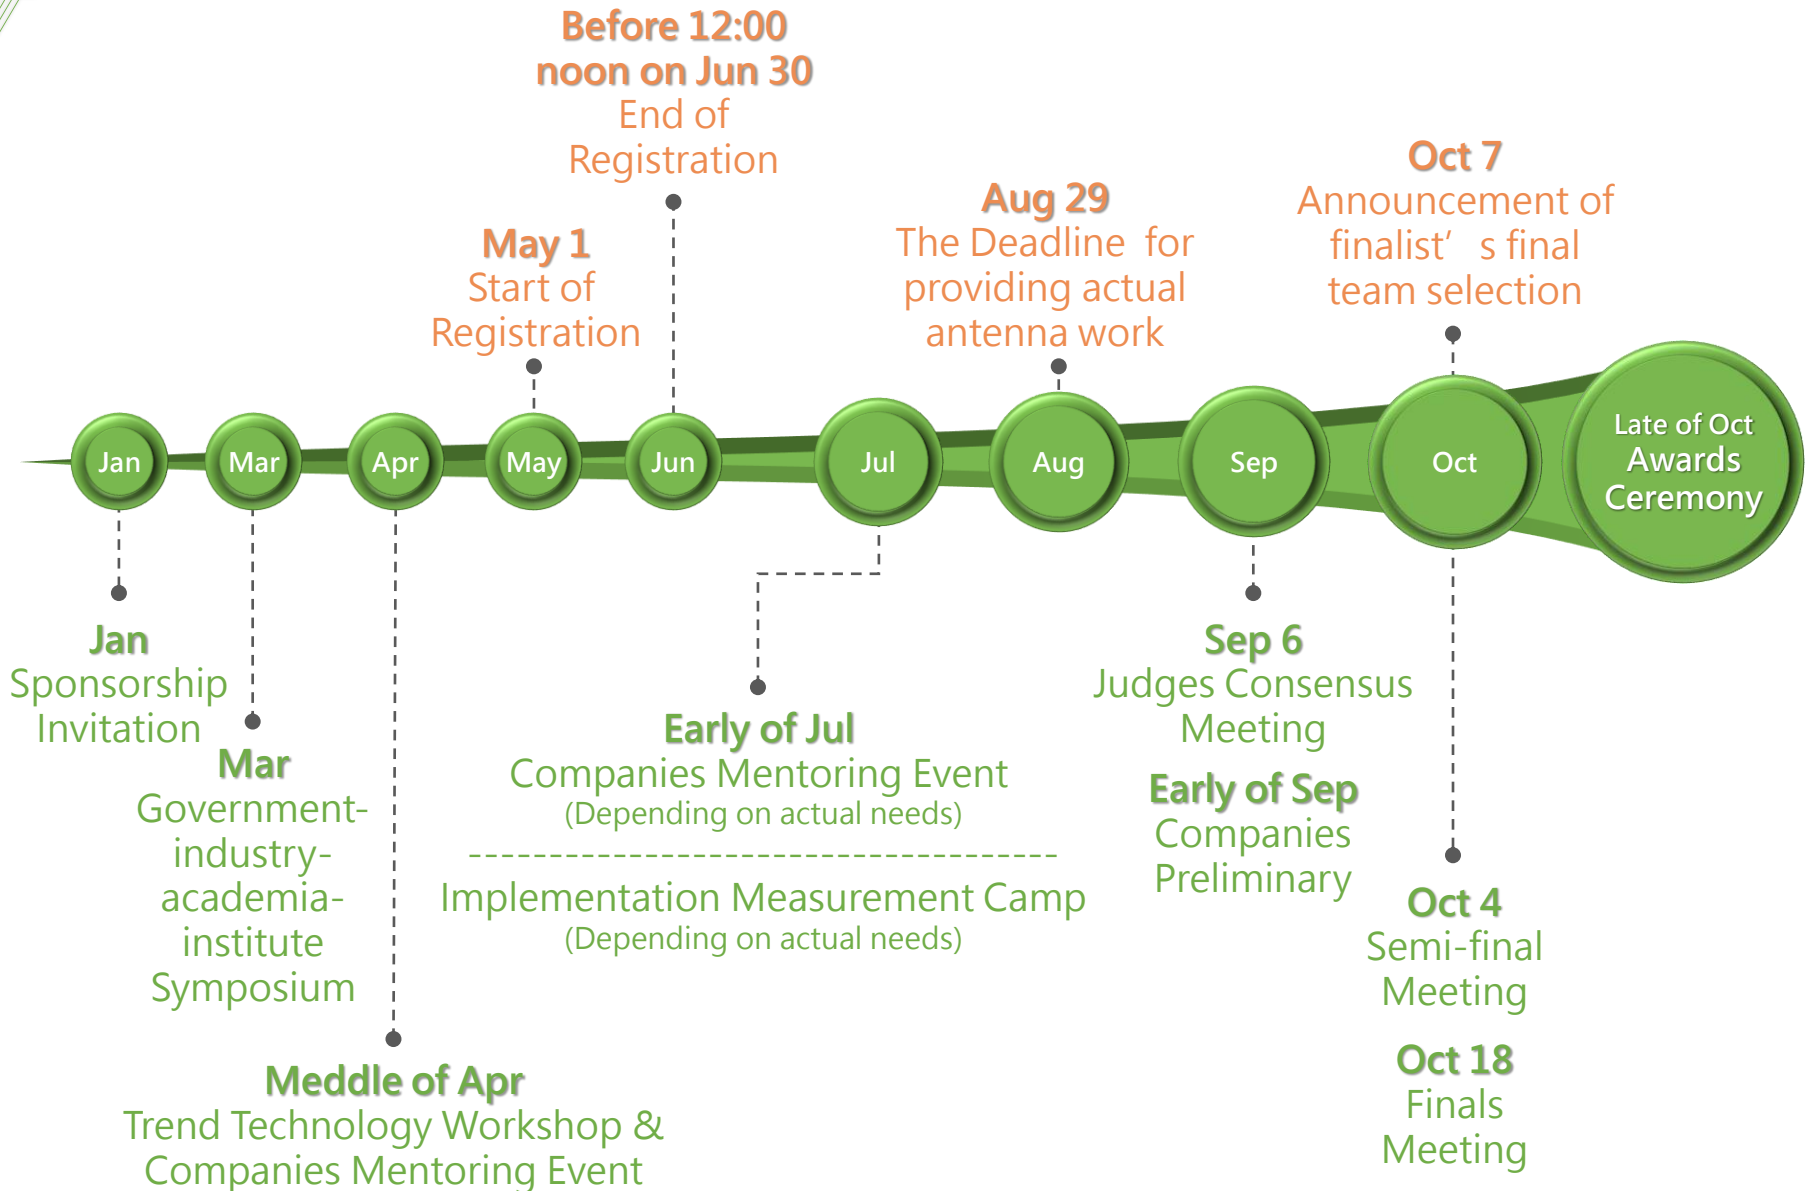 Before 12:00
noon on Jun 30
End of
Registration
May 1
Start of
Registration
Aug 29
The Deadline  for
providing actual
antenna work
Oct 7
Announcement of
finalist’ s final
team selection
Jan
Mar
Apr
May
Jun
Jul
Aug
Sep
Oct
Late of Oct
Awards
Ceremony
Jan
Sponsorship
Invitation
Mar
Government-
industry-
academia-
institute
Symposium
Meddle of Apr
Trend Technology Workshop &
Companies Mentoring Event
Early of Jul
Companies Mentoring Event
(Depending on actual needs)
-------------------------------------
Implementation Measurement Camp
(Depending on actual needs)
Sep 6
Judges Consensus
Meeting
Early of Sep
Companies
Preliminary
Oct 4
Semi-final
Meeting
Oct 18
Finals
Meeting